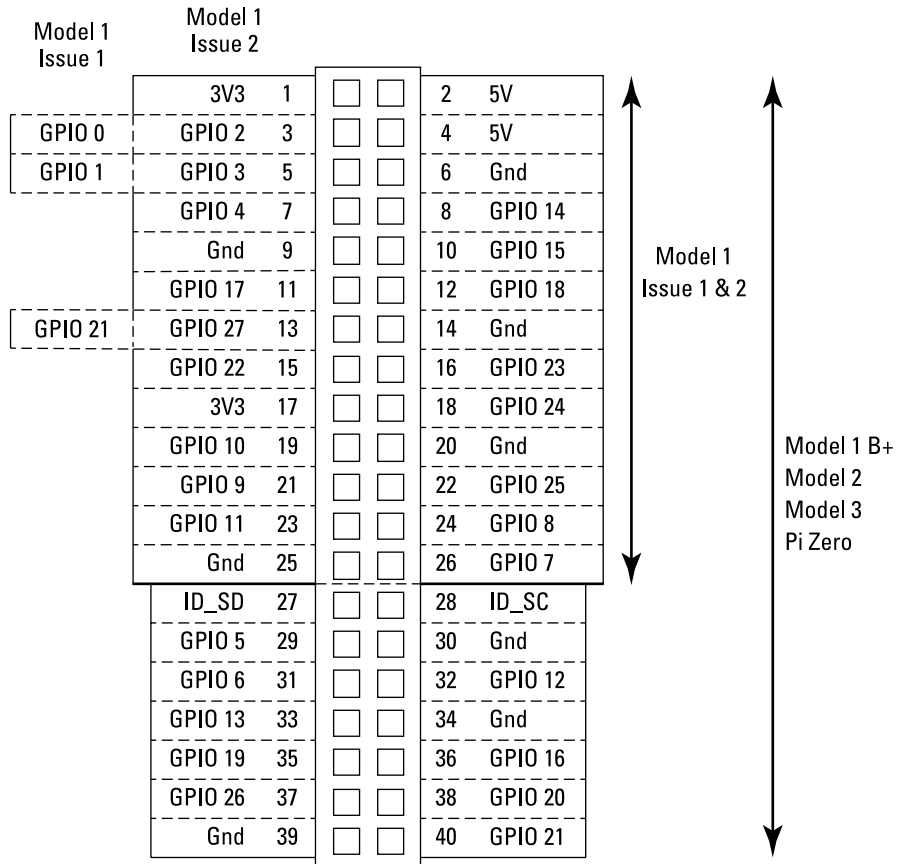 Model 1
Issue 1
Model 1
Issue 2
3V3 1 2 5V
GPIO 0 GPIO 2 3 4 5V
GPIO 1 GPIO 3 5 6 Gnd
GPIO 4 7 8 GPIO 14
Gnd 9 10 GPIO 15
GPIO 17 11 12 GPIO 18
GPIO 21 GPIO 27 13 14 Gnd
GPIO 22 15 16 GPIO 23
3V3 17 18 GPIO 24
GPIO 10 19 20 Gnd
GPIO 9 21 22 GPIO 25
GPIO 11 23 24 GPIO 8
Gnd 25 26 GPIO 7
ID_SD 27 28 ID_SC
GPIO 5 29 30 Gnd
GPIO 6 31 32 GPIO 12
GPIO 13 33 34 Gnd
GPIO 19 35 36 GPIO 16
GPIO 26 37 38 GPIO 20
Gnd 39 40 GPIO 21
Model 1
Issue 1 & 2
Model 1 B+
Model 2
Model 3
Pi Zero